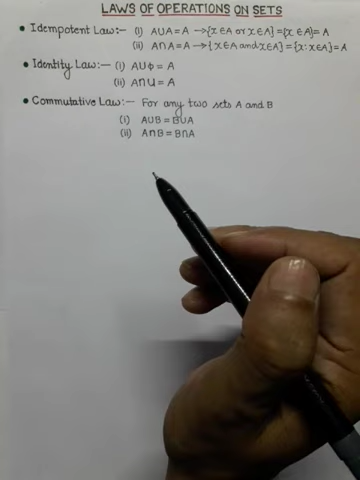 LAWS OF OPERATIONS ON SETS
• Idempotent Law:- (i) A∪A = A → {x∈A or x∈A} = {x∈A} = A
(ii) A∩A = A → {x∈A and x∈A} = {x: x∈A} = A
• Identity Law:- (i) A∪Φ = A
(ii) A∩U = A
• Commutative Law:- For any two sets A and B
(i) A∪B = B∪A
(ii) A∩B = B∩A